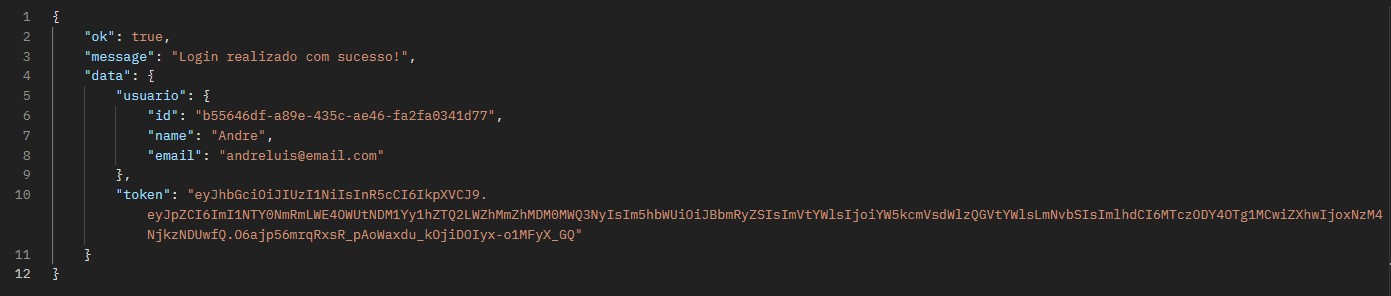 1 {
2 "ok": true,
3 "message": "Login realizado com sucesso!",
4 "data": {
5 "usuario": {
6 "id": "b55646df-a89e-435c-ae46-fa2fa0341d77",
7 "name": "Andre",
8 "email": "andreluis@email.com"
9 },
10 "token": "eyJhbGciOiJIUzI1NiIsInR5cCI6IkpXVCJ9.
eyJpZCI6ImI1NTY0NmRmLWE4OWUtNDM1Yy1hZTQ2LWZhMmZhMDM0MWQ3NyIsIm5hbWUiOiJBbmRyZSIsImVtYWlsIjoiYW5kcmVsdWlzQGVtYWlsLmNvbSIsImlhdCI6MTczODY4OTg1MCwiZXhwIjoxNzM4
NjkzNDUwfQ.O6ajp56mrqRxsR_pAoWaxdu_kOjiDOIyx-o1MFyX_GQ"
11 }
12 }